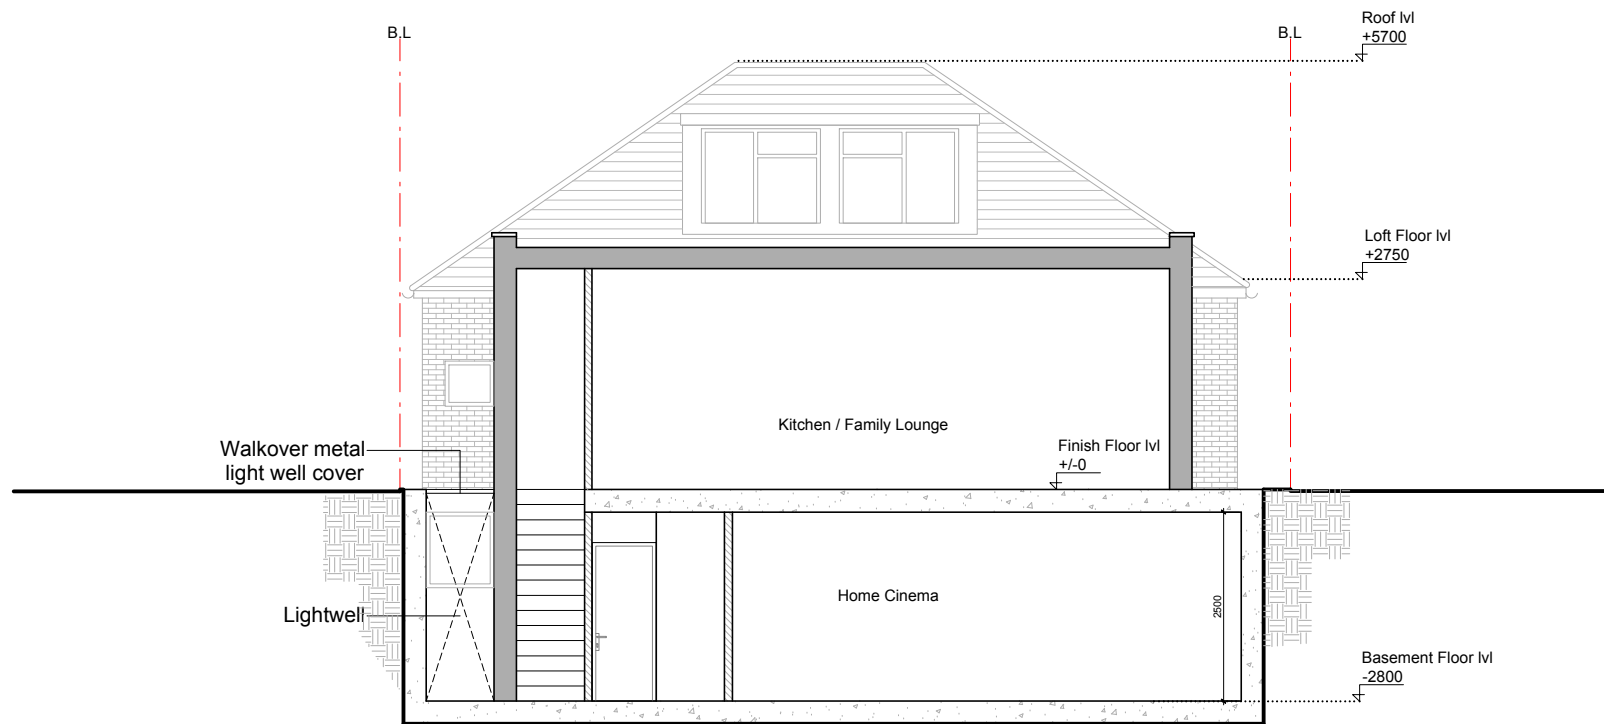 Roof lvl
+5700
B.L
B.L
Loft Floor lvl
+2750
Kitchen / Family Lounge
Walkover metal
light well cover
Finish Floor lvl
+/-0
Home Cinema
2500
Lightwell
Basement Floor lvl
-2800